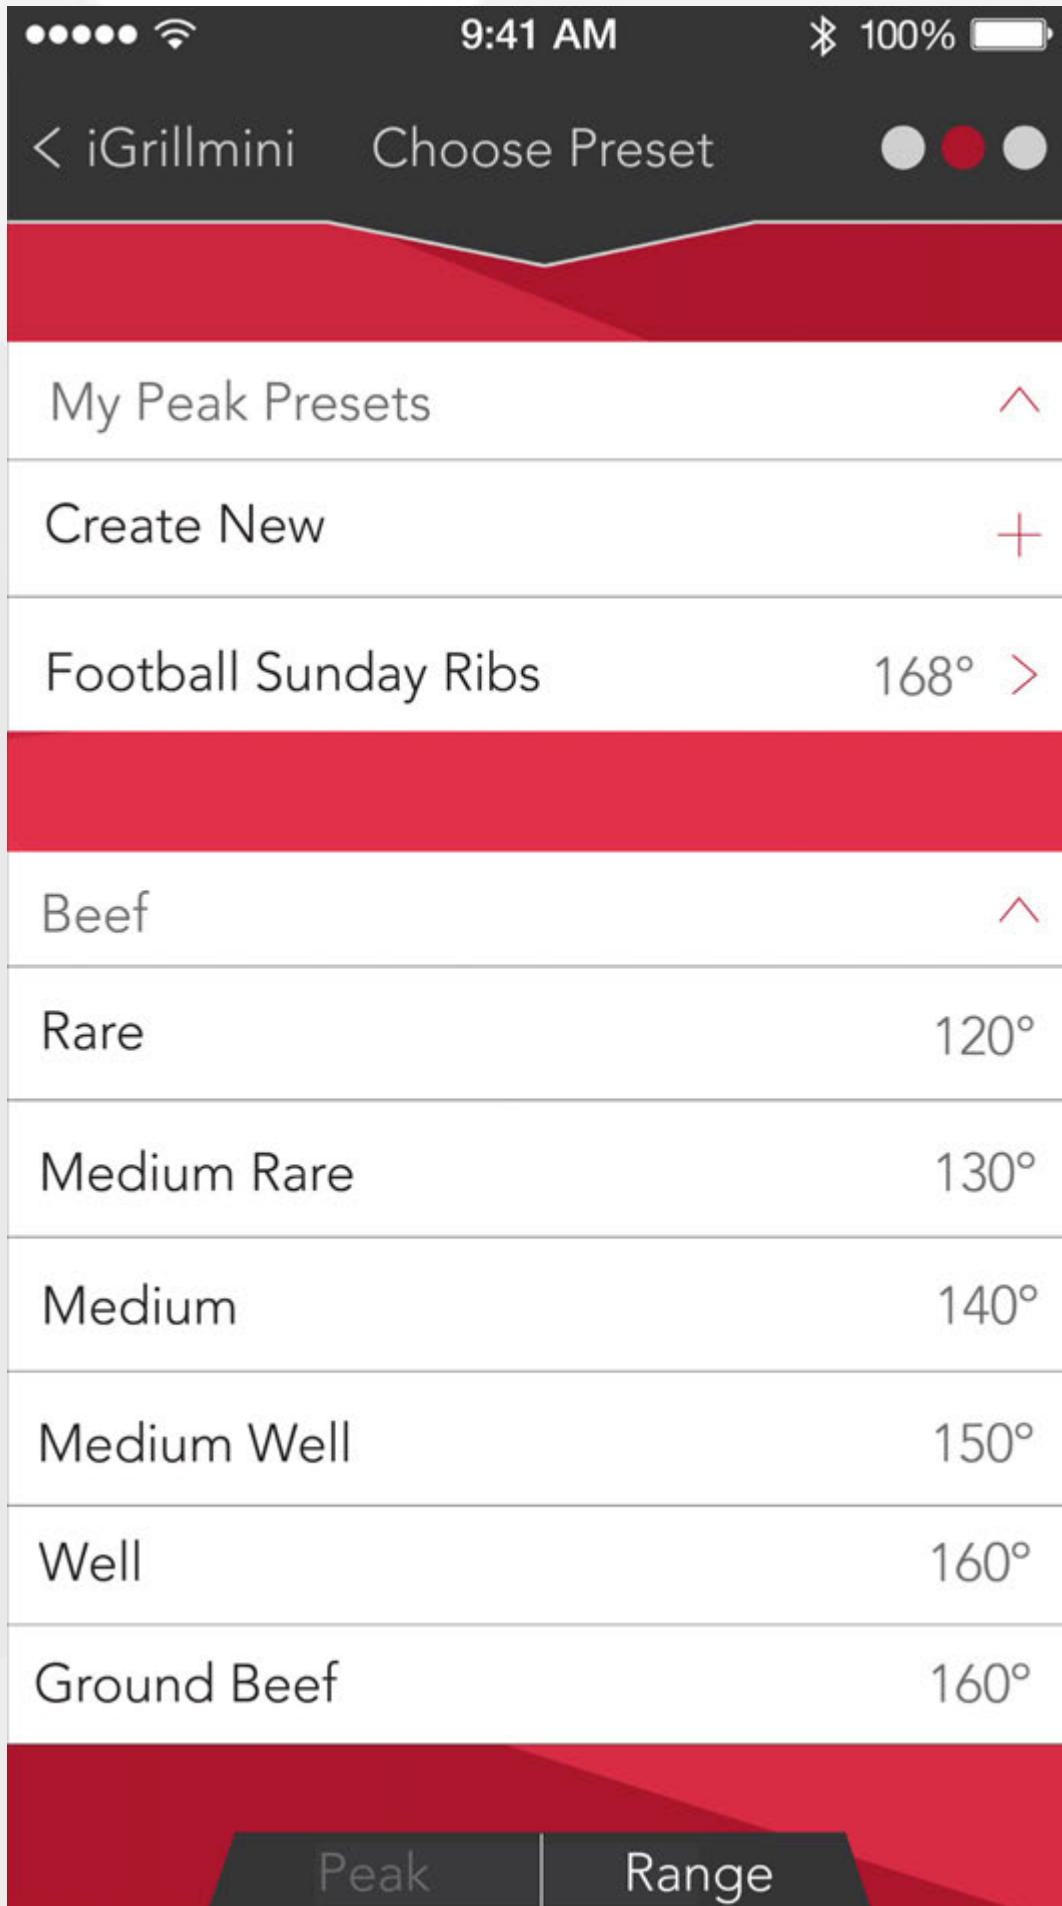 9:41 AM 100%
< iGrillmini Choose Preset
My Peak Presets
Create New +
Football Sunday Ribs 168° >
Beef
Rare 120°
Medium Rare 130°
Medium 140°
Medium Well 150°
Well 160°
Ground Beef 160°
Peak Range